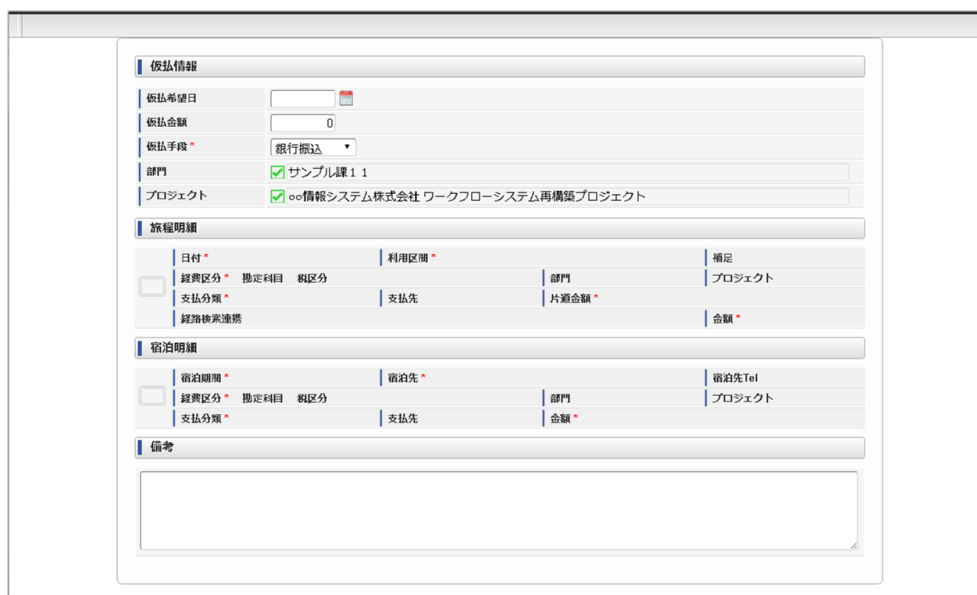 仮払情報
仮払希望日
仮払金額 0
仮払手段* 銀行振込
部門 サンプル課１１
プロジェクト ○○情報システム株式会社 ワークフローシステム再構築プロジェクト
旅程明細
日付* 利用区間* 補足
経費区分* 勘定科目 税区分 部門 プロジェクト
支払分類* 支払先 片道金額*
経路検索連携 金額*
宿泊明細
宿泊期間* 宿泊先* 宿泊先Tel
経費区分* 勘定科目 税区分 部門 プロジェクト
支払分類* 支払先 金額*
備考